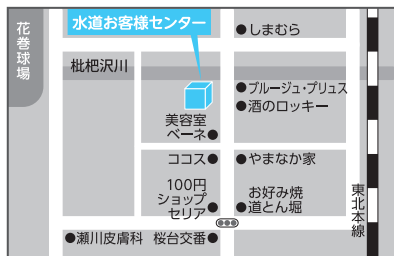 水道お客様センター
花巻球場
●しまむら
枇杷沢川
●ブルージュ・プリュス
●酒のロッキー
美容室
ベーネ●
ココス●
●やまなか家
100円
ショップ
セリア●
お好み焼
●道とん堀
東北本線
●瀬川皮膚科
桜台交番●